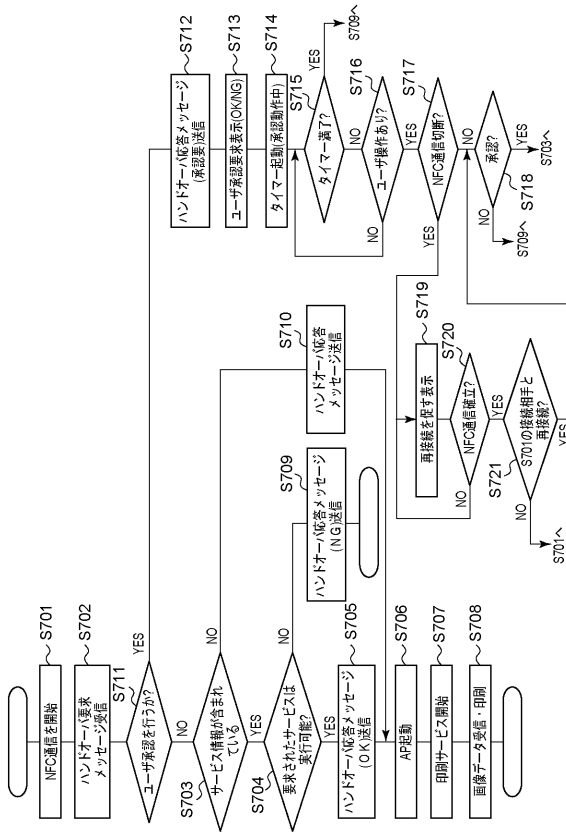 S701
NFC通信を開始
S702
ハンドオーバ要求
メッセージ受信
S711
ユーザ承認を行うか?
YES
NO
S703
サービス情報が含まれ
ている
NO
YES
S704
要求されたサービスは
実行可能?
NO
YES
S705
ハンドオーバ応答メッセージ
(OK)送信
S706
AP起動
S707
印刷サービス開始
S708
画像データ受信・印刷
S709
ハンドオーバ応答メッセージ
(NG)送信
S710
ハンドオーバ応答
メッセージ送信
S712
ハンドオーバ応答メッセージ
(承認要)送信
S713
ユーザ承認要求表示(OK/NG)
S714
タイマー起動(承認動作中)
S715
タイマー満了?
YES
S709へ
NO
S716
ユーザ操作あり?
NO
YES
S717
NFC通信切断?
YES
NO
承認?
S718
NO
S709へ
YES
S703へ
S719
再接続を促す表示
S720
NFC通信確立?
NO
YES
S721
S701の接続相手と
再接続?
NO
S701へ
YES